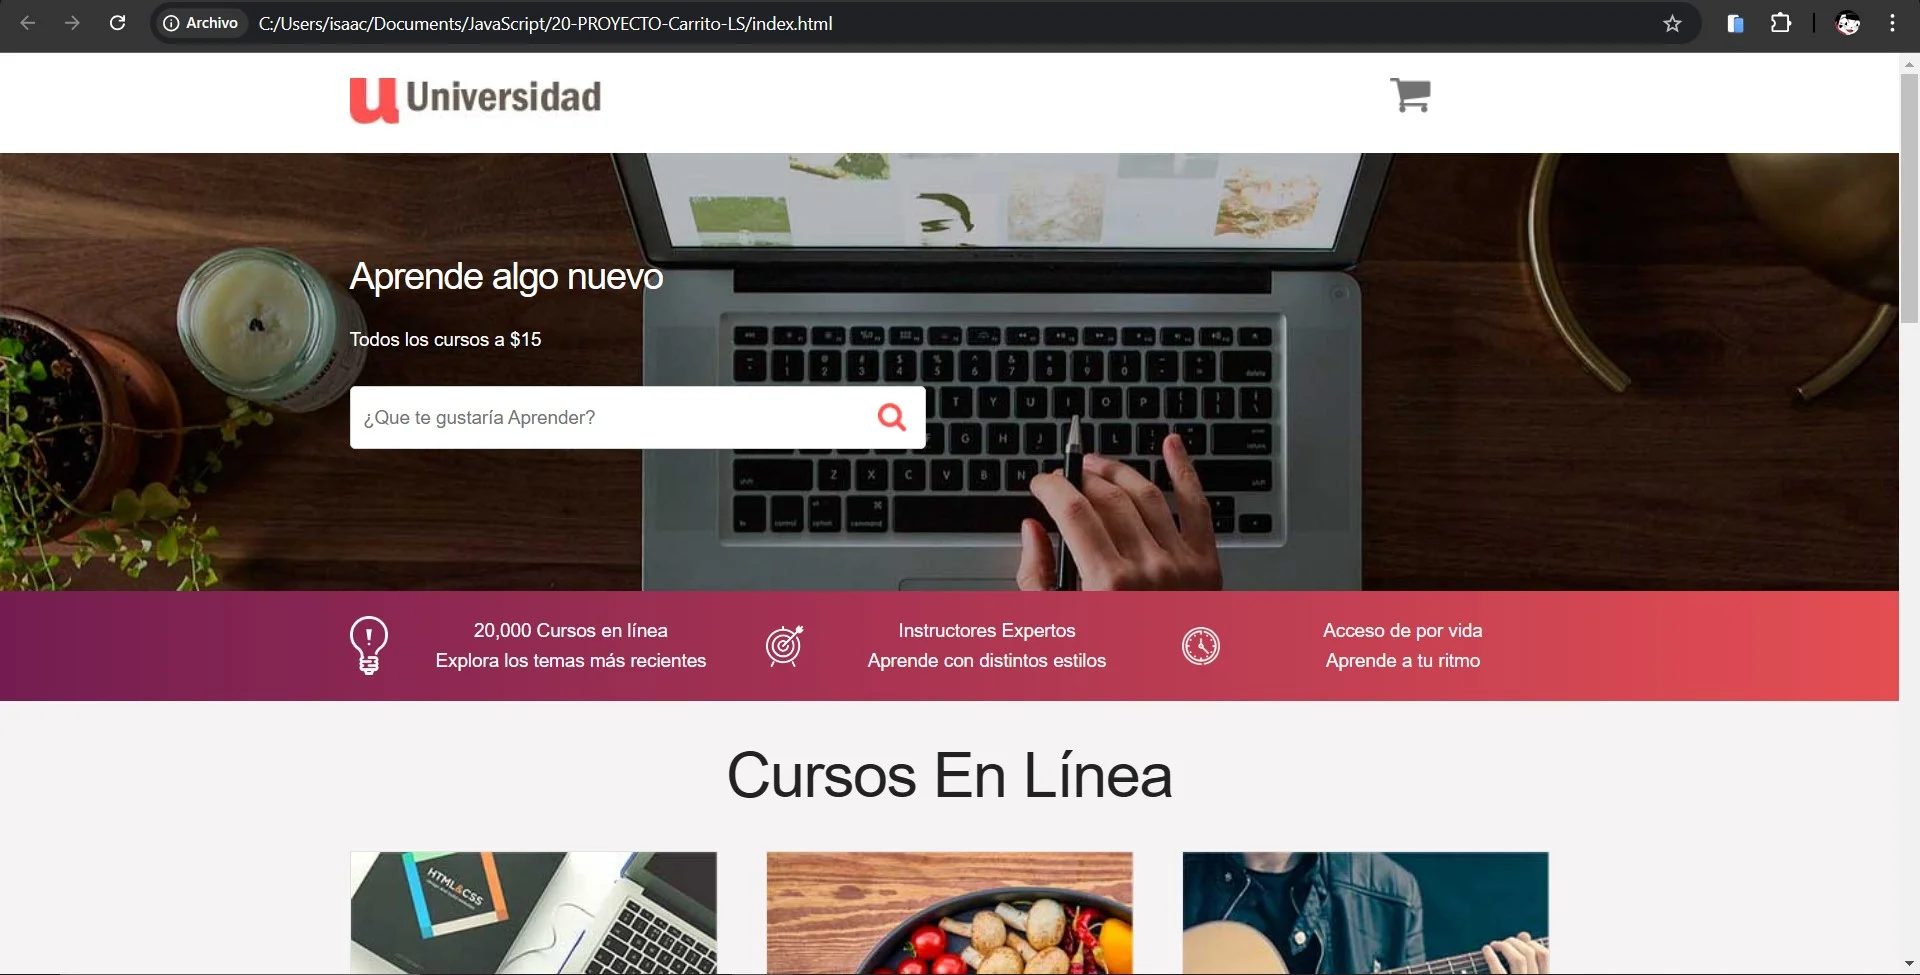 Archivo C:/Users/isaac/Documents/JavaScript/20-PROYECTO-Carrito-LS/index.html
u Universidad
Aprende algo nuevo
Todos los cursos a $15
¿Que te gustaría Aprender?
20,000 Cursos en línea
Explora los temas más recientes
Instructores Expertos
Aprende con distintos estilos
Acceso de por vida
Aprende a tu ritmo
Cursos En Línea
HTML&CSS